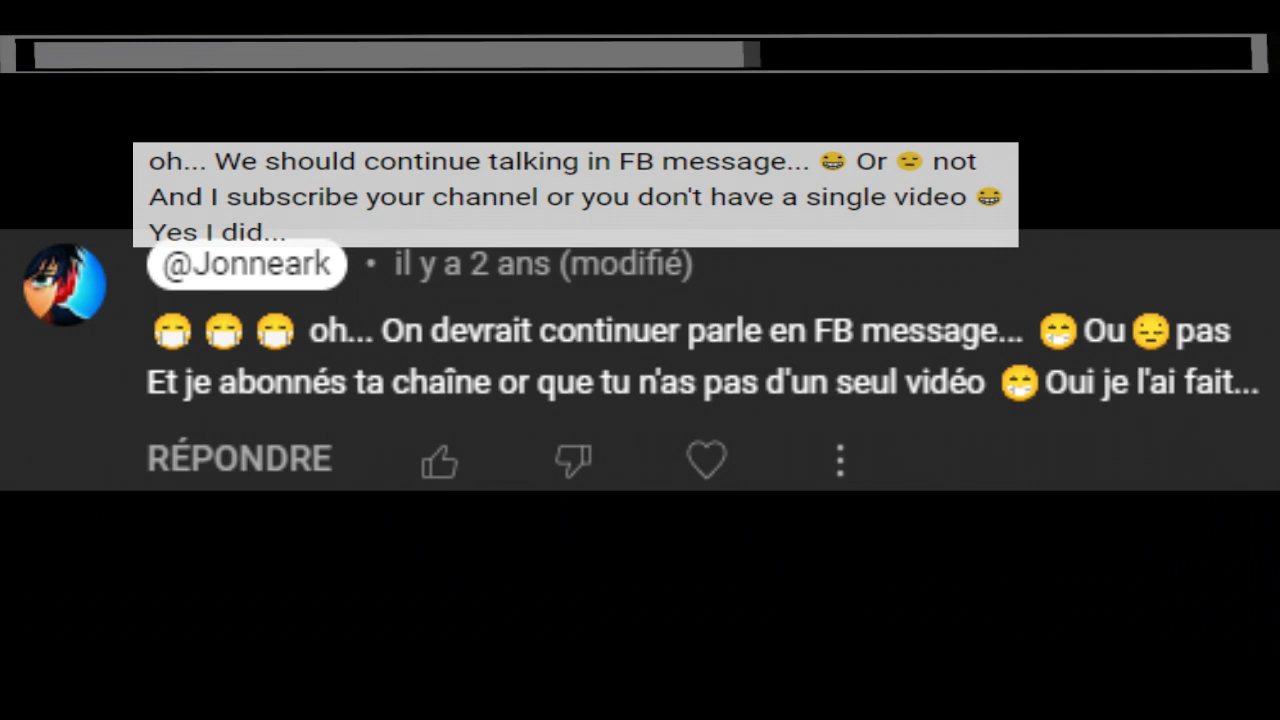 oh... We should continue talking in FB message... 😂 Or 😔 not
And I subscribe your channel or you don't have a single video 😂
Yes I did...
@Jonneark • il y a 2 ans (modifié)
😷 😷 😷 oh... On devrait continuer parle en FB message... 😁 Ou 😔 pas
Et je abonnés ta chaîne or que tu n'as pas d'un seul vidéo 😁 Oui je l'ai fait...
RÉPONDRE